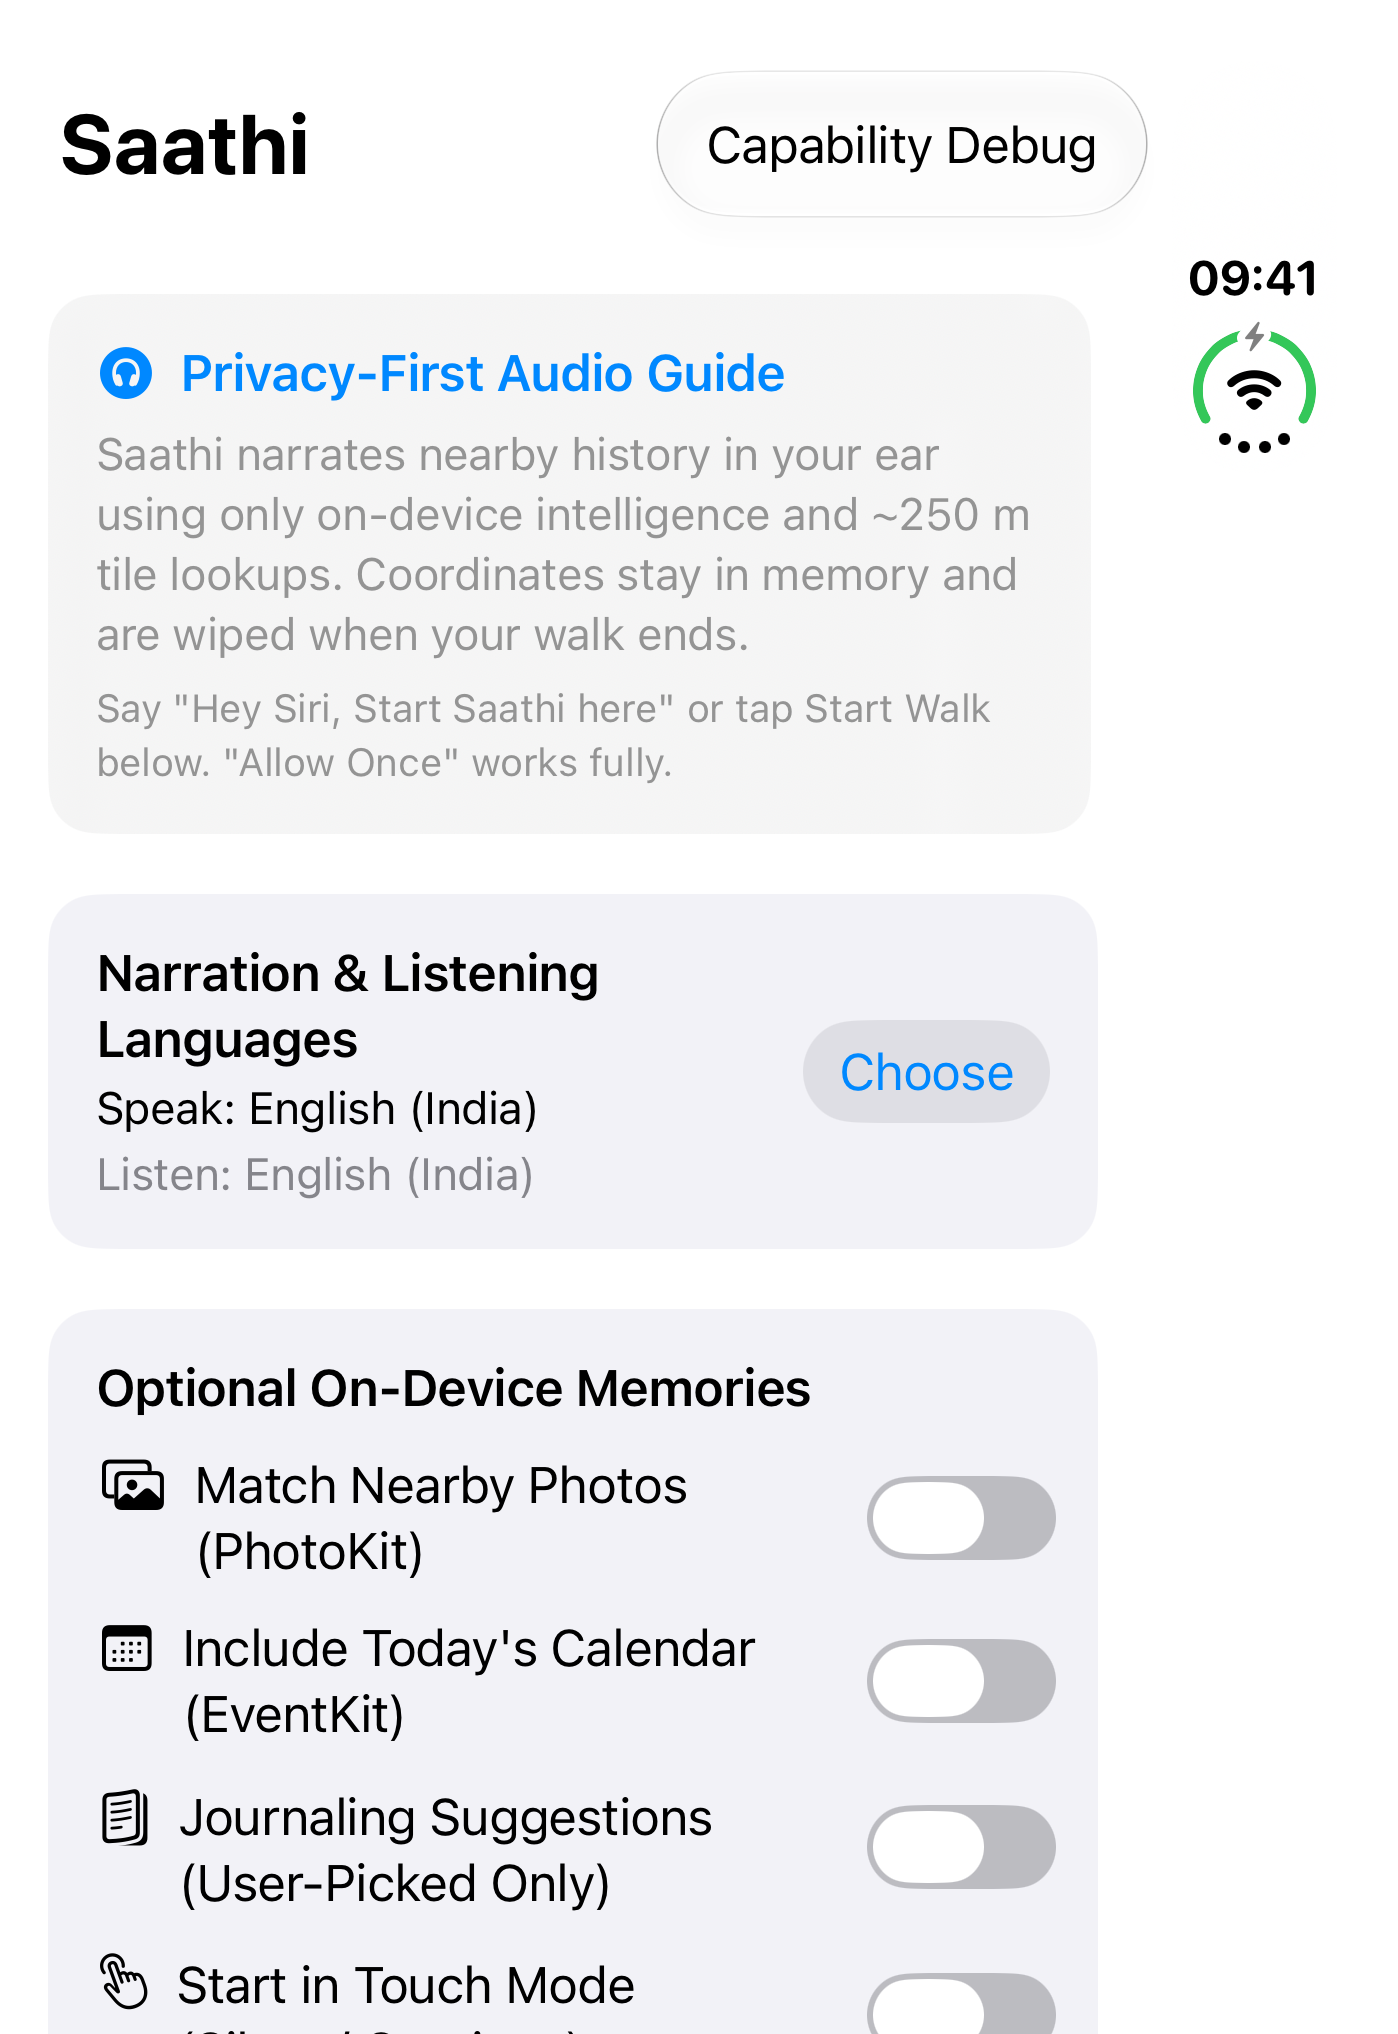 Saathi
Capability Debug
09:41
Privacy-First Audio Guide
Saathi narrates nearby history in your ear
using only on-device intelligence and ~250 m
tile lookups. Coordinates stay in memory and
are wiped when your walk ends.
Say "Hey Siri, Start Saathi here" or tap Start Walk
below. "Allow Once" works fully.
Narration & Listening
Languages
Speak: English (India)
Listen: English (India)
Choose
Optional On-Device Memories
Match Nearby Photos
(PhotoKit)
Include Today's Calendar
(EventKit)
Journaling Suggestions
(User-Picked Only)
Start in Touch Mode